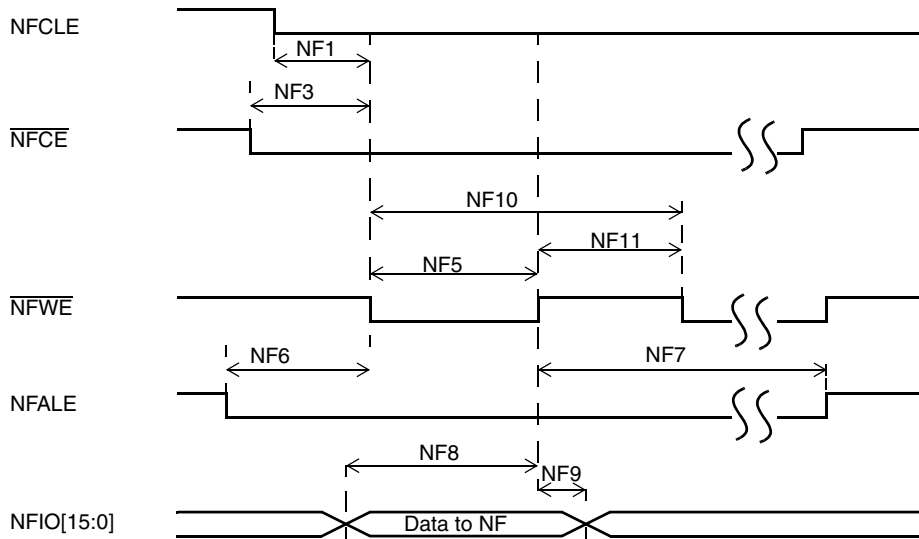 NFCLE
NF1
NF3
NFCE
NF10
NF11
NF5
NFWE
NF6
NF7
NFALE
NF8
NF9
NFIO[15:0]
Data to NF